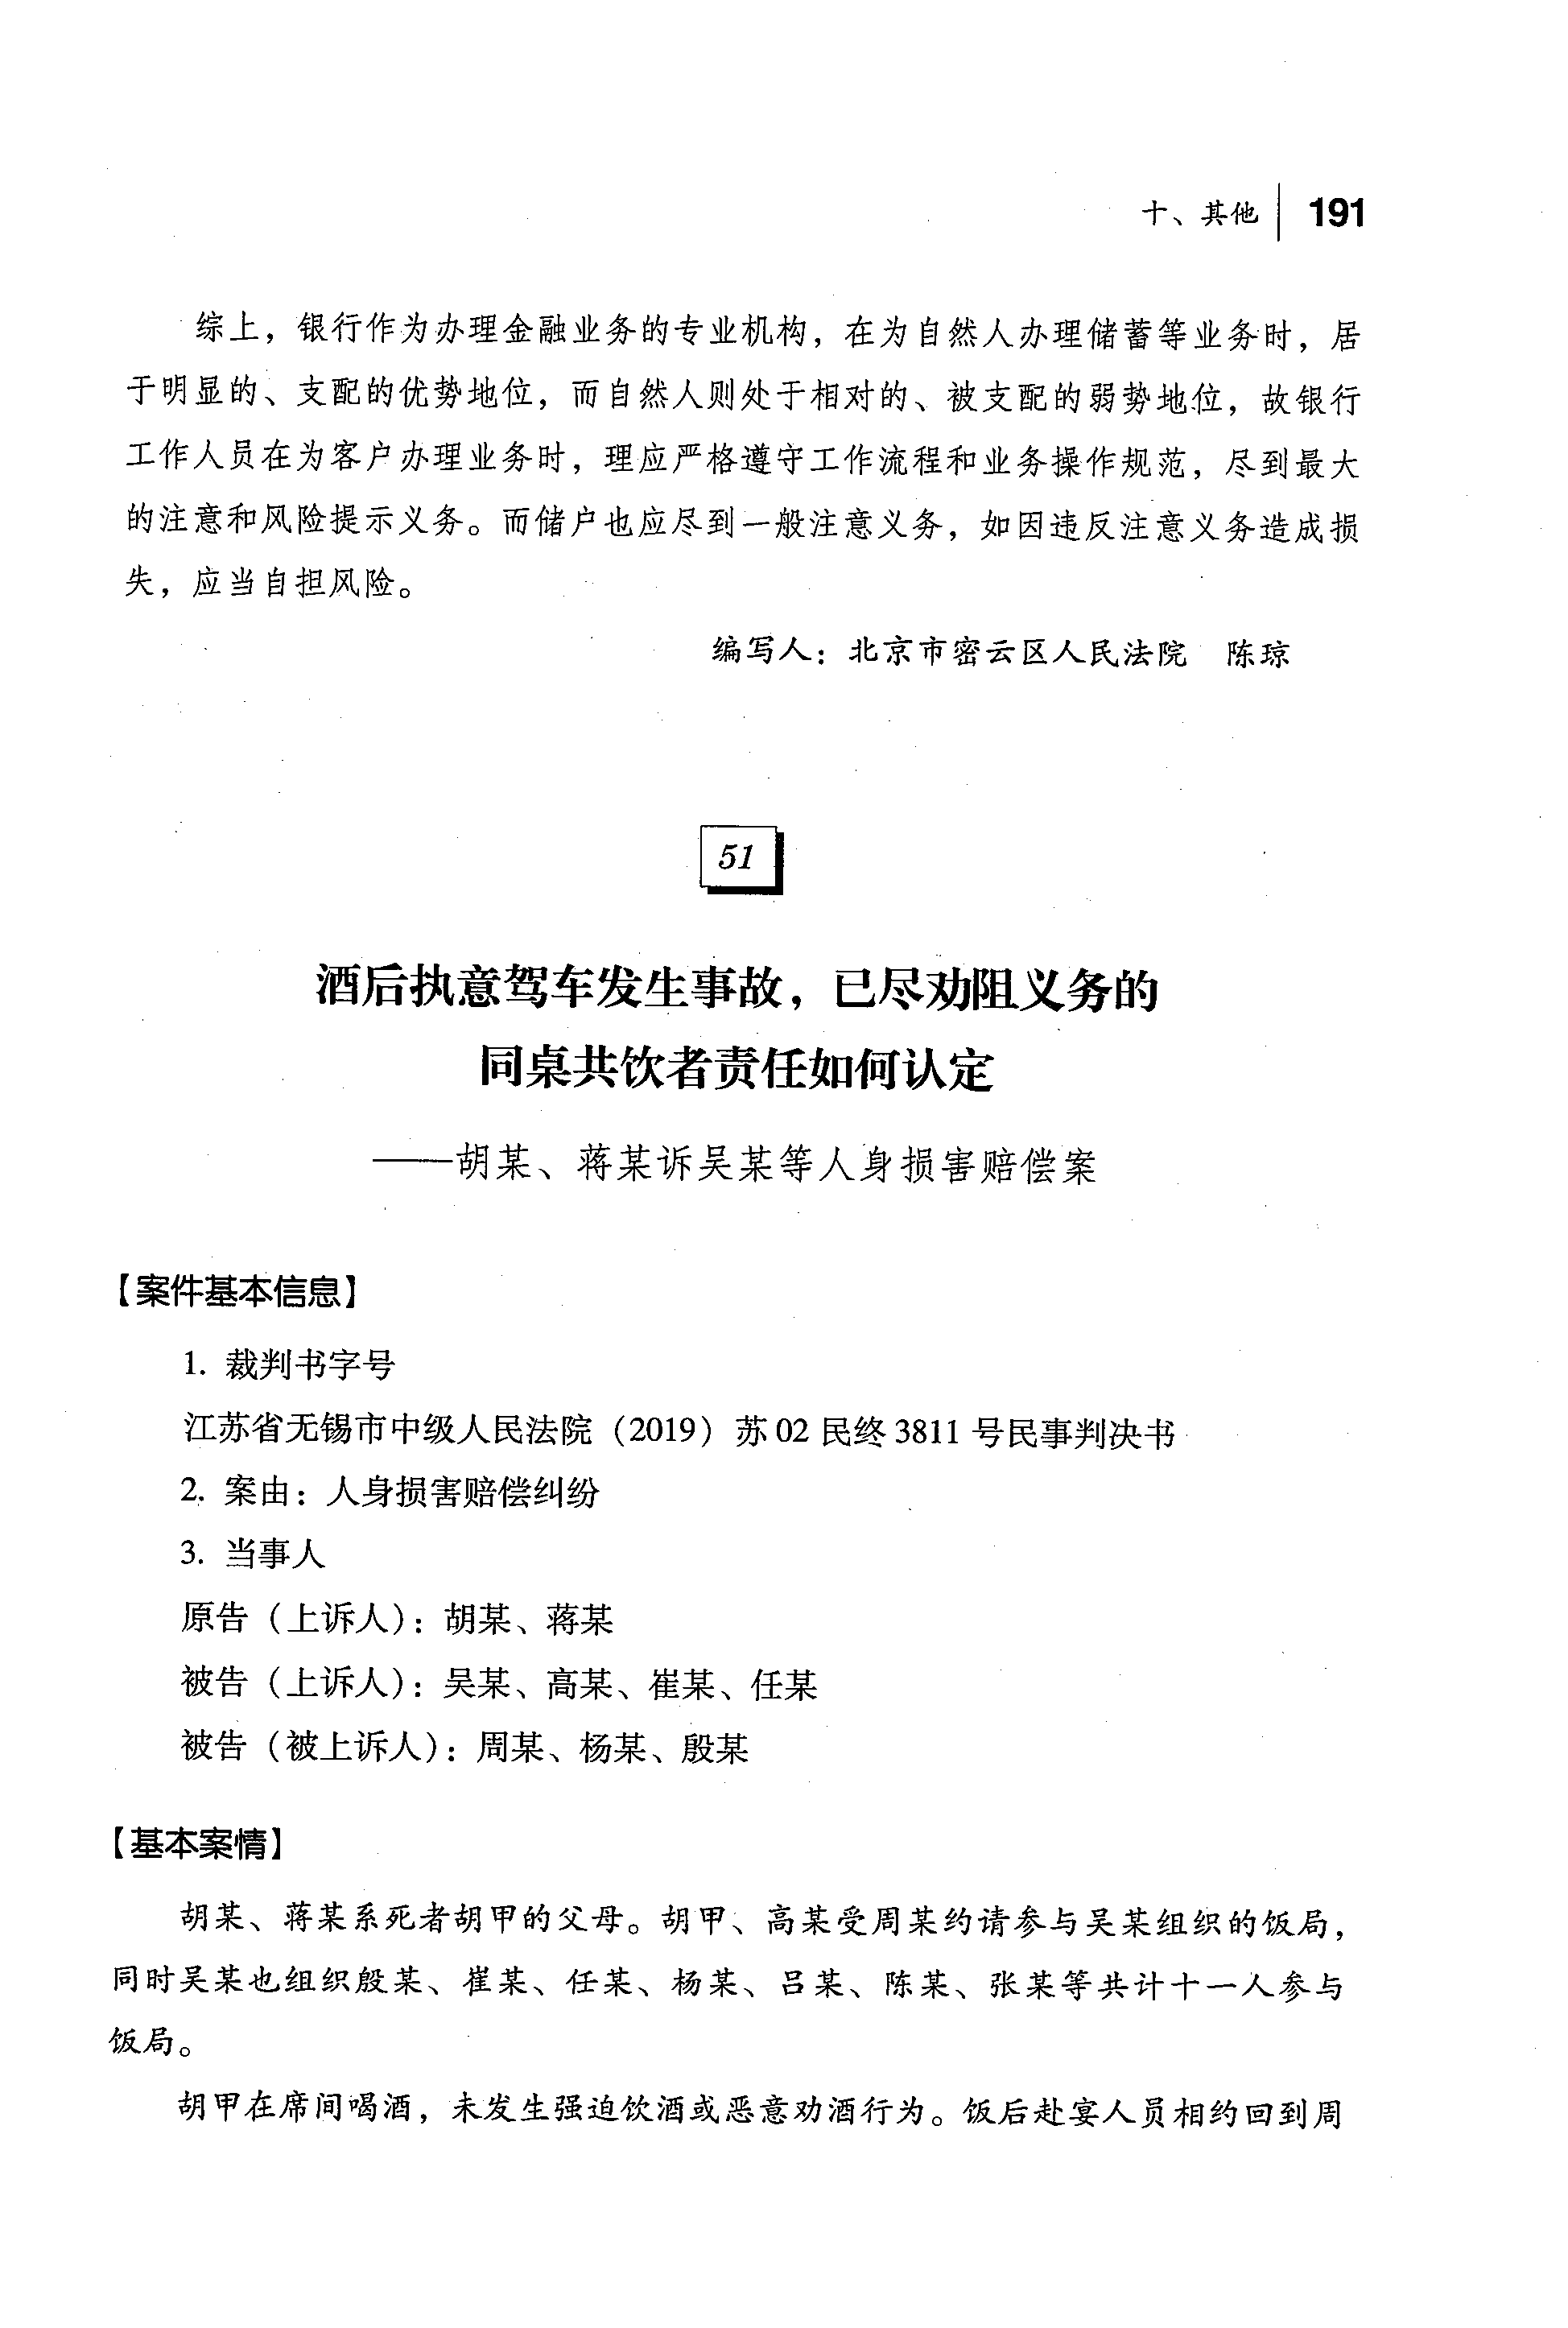 十、其他 191
综上，银行作为办理金融业务的专业机构，在为自然人办理储蓄等业务时，居
于明显的、支配的优势地位，而自然人则处于相对的、被支配的弱势地位，故银行
工作人员在为客户办理业务时，理应严格遵守工作流程和业务操作规范，尽到最大
的注意和风险提示义务。而储户也应尽到一般注意义务，如因违反注意义务造成损
失，应当自担风险。
编写人：北京市密云区人民法院 陈琼
51
酒后执意驾车发生事故，已尽劝阻义务的
同桌共饮者责任如何认定
——胡某、蒋某诉吴某等人身损害赔偿案
【案件基本信息】
1. 裁判书字号
江苏省无锡市中级人民法院（2019）苏02民终3811号民事判决书
2. 案由：人身损害赔偿纠纷
3. 当事人
原告（上诉人）：胡某、蒋某
被告（上诉人）：吴某、高某、崔某、任某
被告（被上诉人）：周某、杨某、殷某
【基本案情】
胡某、蒋某系死者胡甲的父母。胡甲、高某受周某约请参与吴某组织的饭局，
同时吴某也组织殷某、崔某、任某、杨某、吕某、陈某、张某等共计十一人参与
饭局。
胡甲在席间喝酒，未发生强迫饮酒或恶意劝酒行为。饭后赴宴人员相约回到周